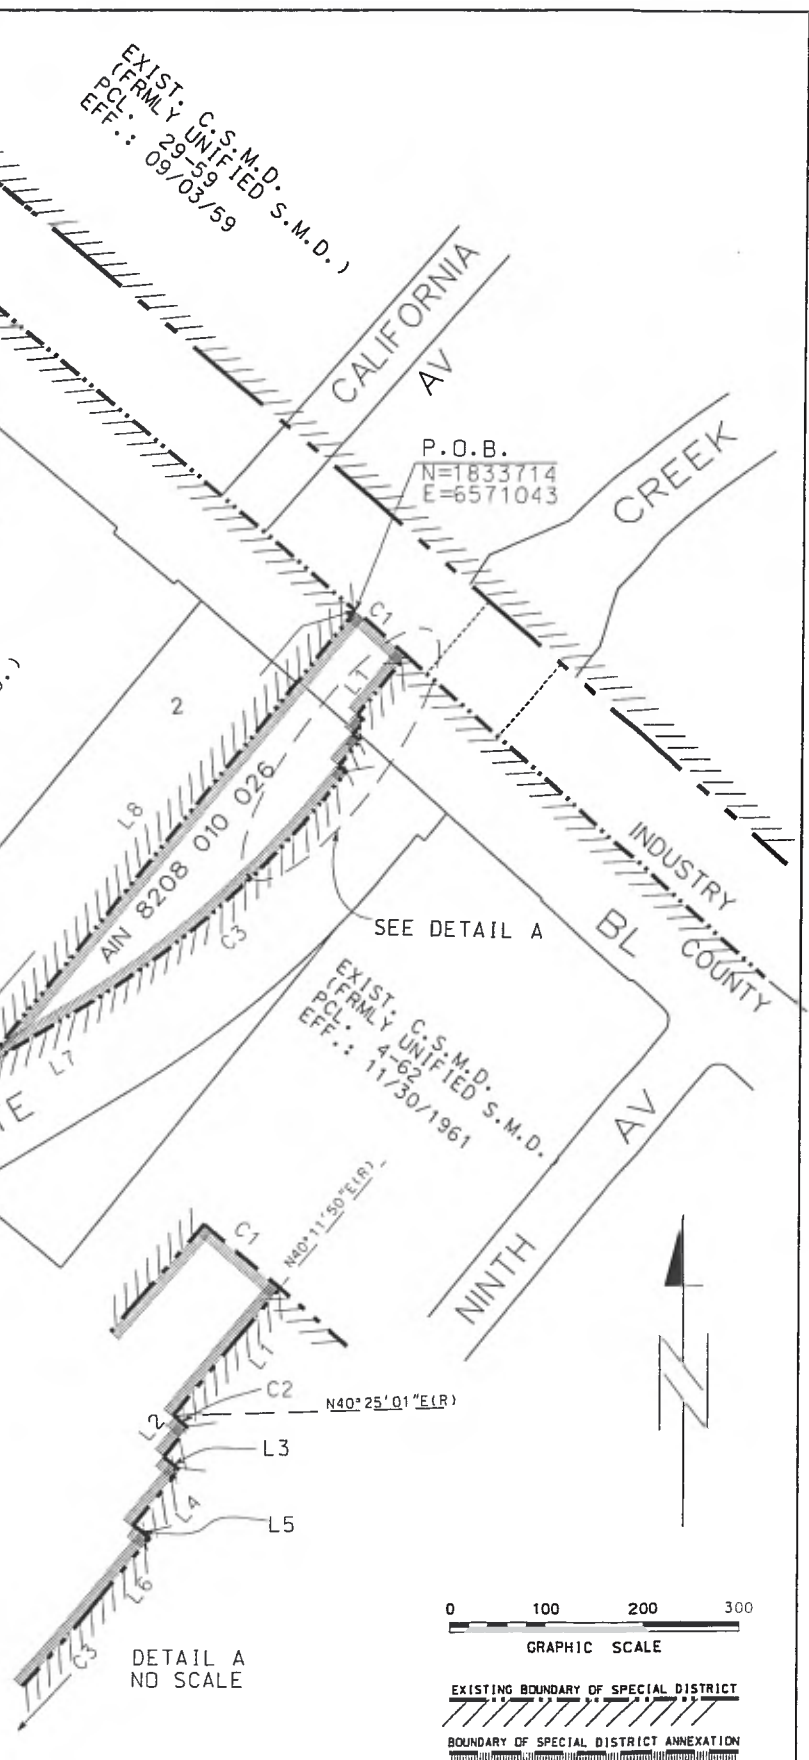 EXIST. C.S.M.D.
(FRMLY UNIFIED S.M.D.)
PCL. 29-59
EFF.: 09/03/59
CALIFORNIA
AV
P.O.B.
N=1833714
E=6571043
CREEK
C1
L1
2
L8
AIN 8208 010 026
C3
L7
SEE DETAIL A
INDUSTRY
BL
COUNTY
EXIST. C.S.M.D.
(FRMLY UNIFIED S.M.D.)
PCL. 4-62
EFF.: 11/30/1961
AV
NINTH
C1
N40°11'50"E(R)
L1
C2
N40°25'01"E(R)
L2
L3
L4
L5
L6
C3
DETAIL A
NO SCALE
0 100 200 300
GRAPHIC SCALE
EXISTING BOUNDARY OF SPECIAL DISTRICT
BOUNDARY OF SPECIAL DISTRICT ANNEXATION